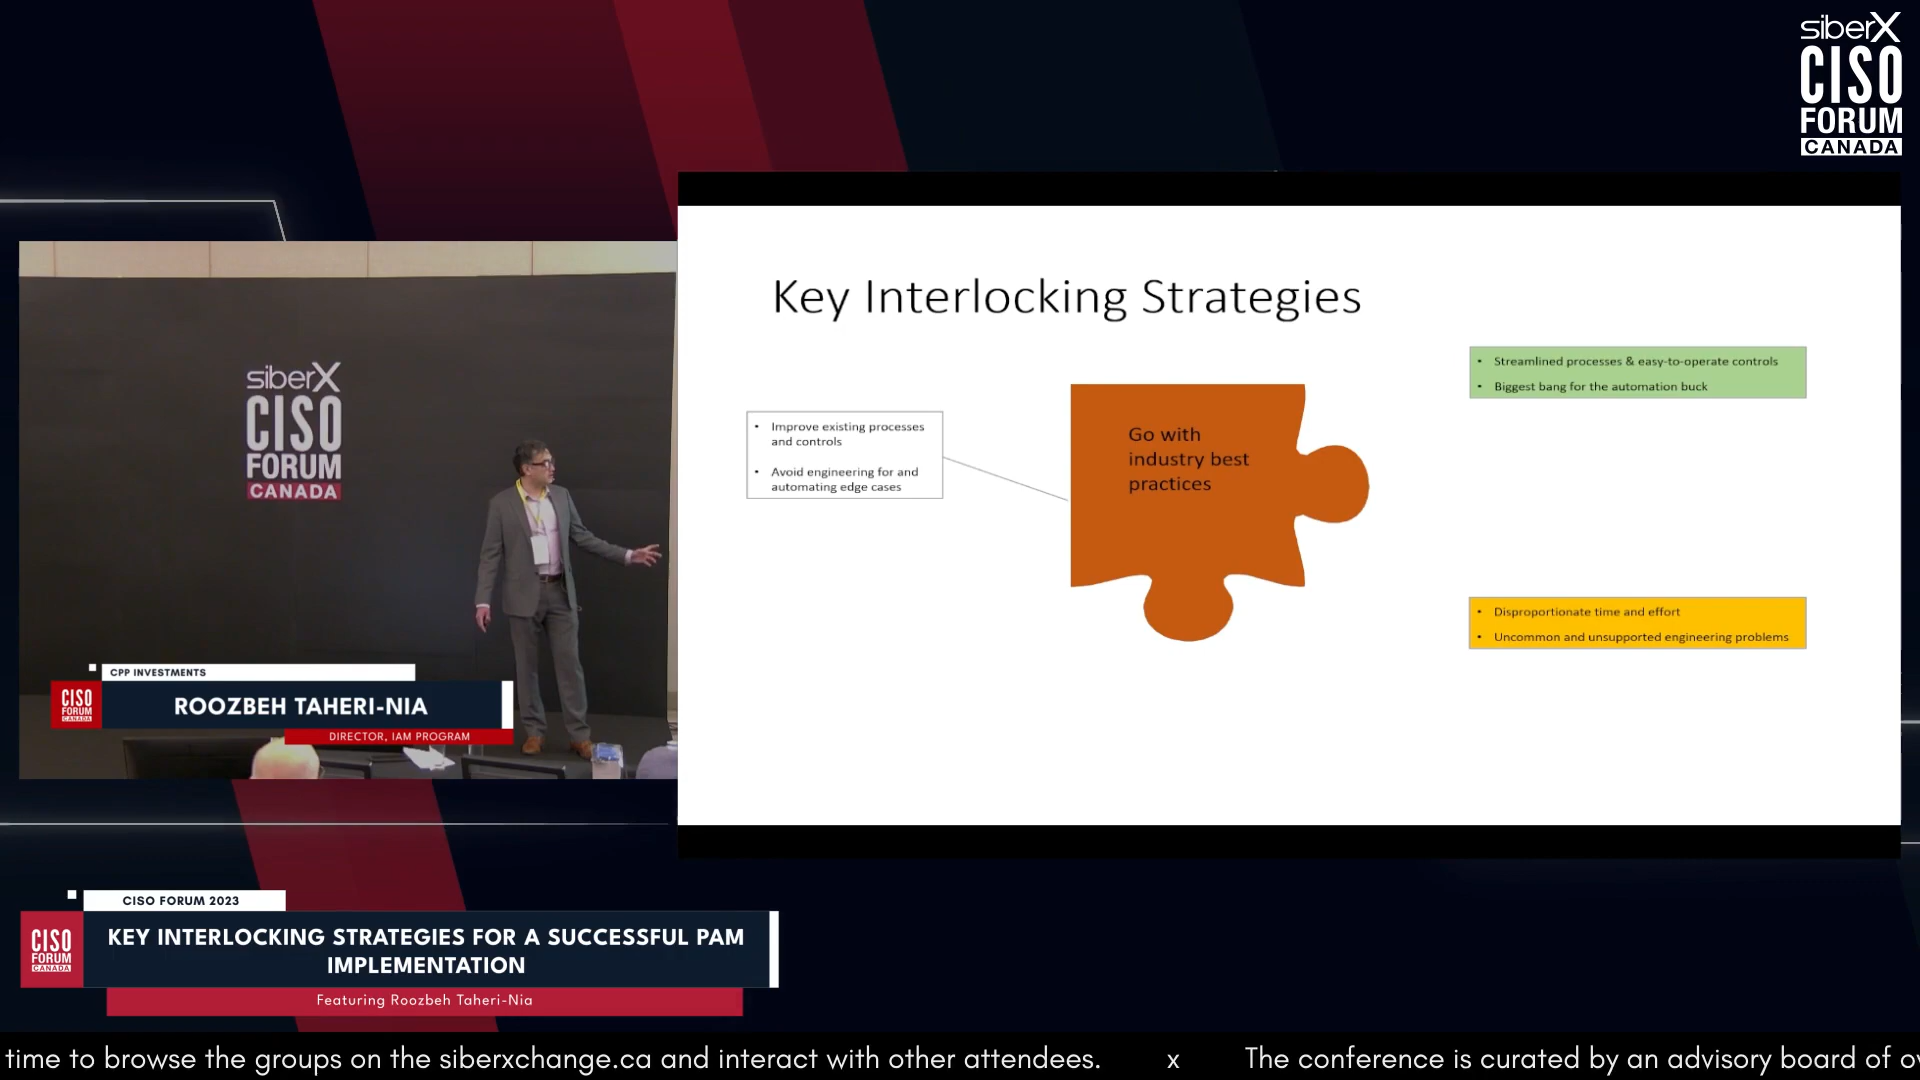 siberX
CISO
FORUM
CANADA
Key Interlocking Strategies
• Streamlined processes & easy-to-operate controls
• Biggest bang for the automation buck
• Improve existing processes
and controls
• Avoid engineering for and
automating edge cases
Go with
industry best
practices
• Disproportionate time and effort
• Uncommon and unsupported engineering problems
siberX
CISO
FORUM
CANADA
CPP INVESTMENTS
CISO
FORUM
CANADA
ROOZBEH TAHERI-NIA
DIRECTOR, IAM PROGRAM
CISO FORUM 2023
CISO
FORUM
CANADA
KEY INTERLOCKING STRATEGIES FOR A SUCCESSFUL PAM
IMPLEMENTATION
Featuring Roozbeh Taheri-Nia
time to browse the groups on the siberxchange.ca and interact with other attendees. x The conference is curated by an advisory board of